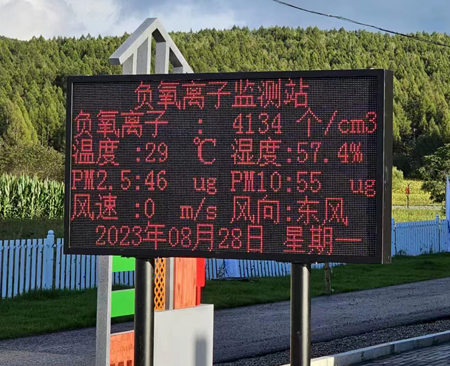 负氧离子监测站
负氧离子 : 4134 个/cm3
温度:29 ℃ 湿度:57.4%
PM2.5:46 ug PM10:55 ug
风速:0 m/s 风向:东风
2023年08月28日 星期一